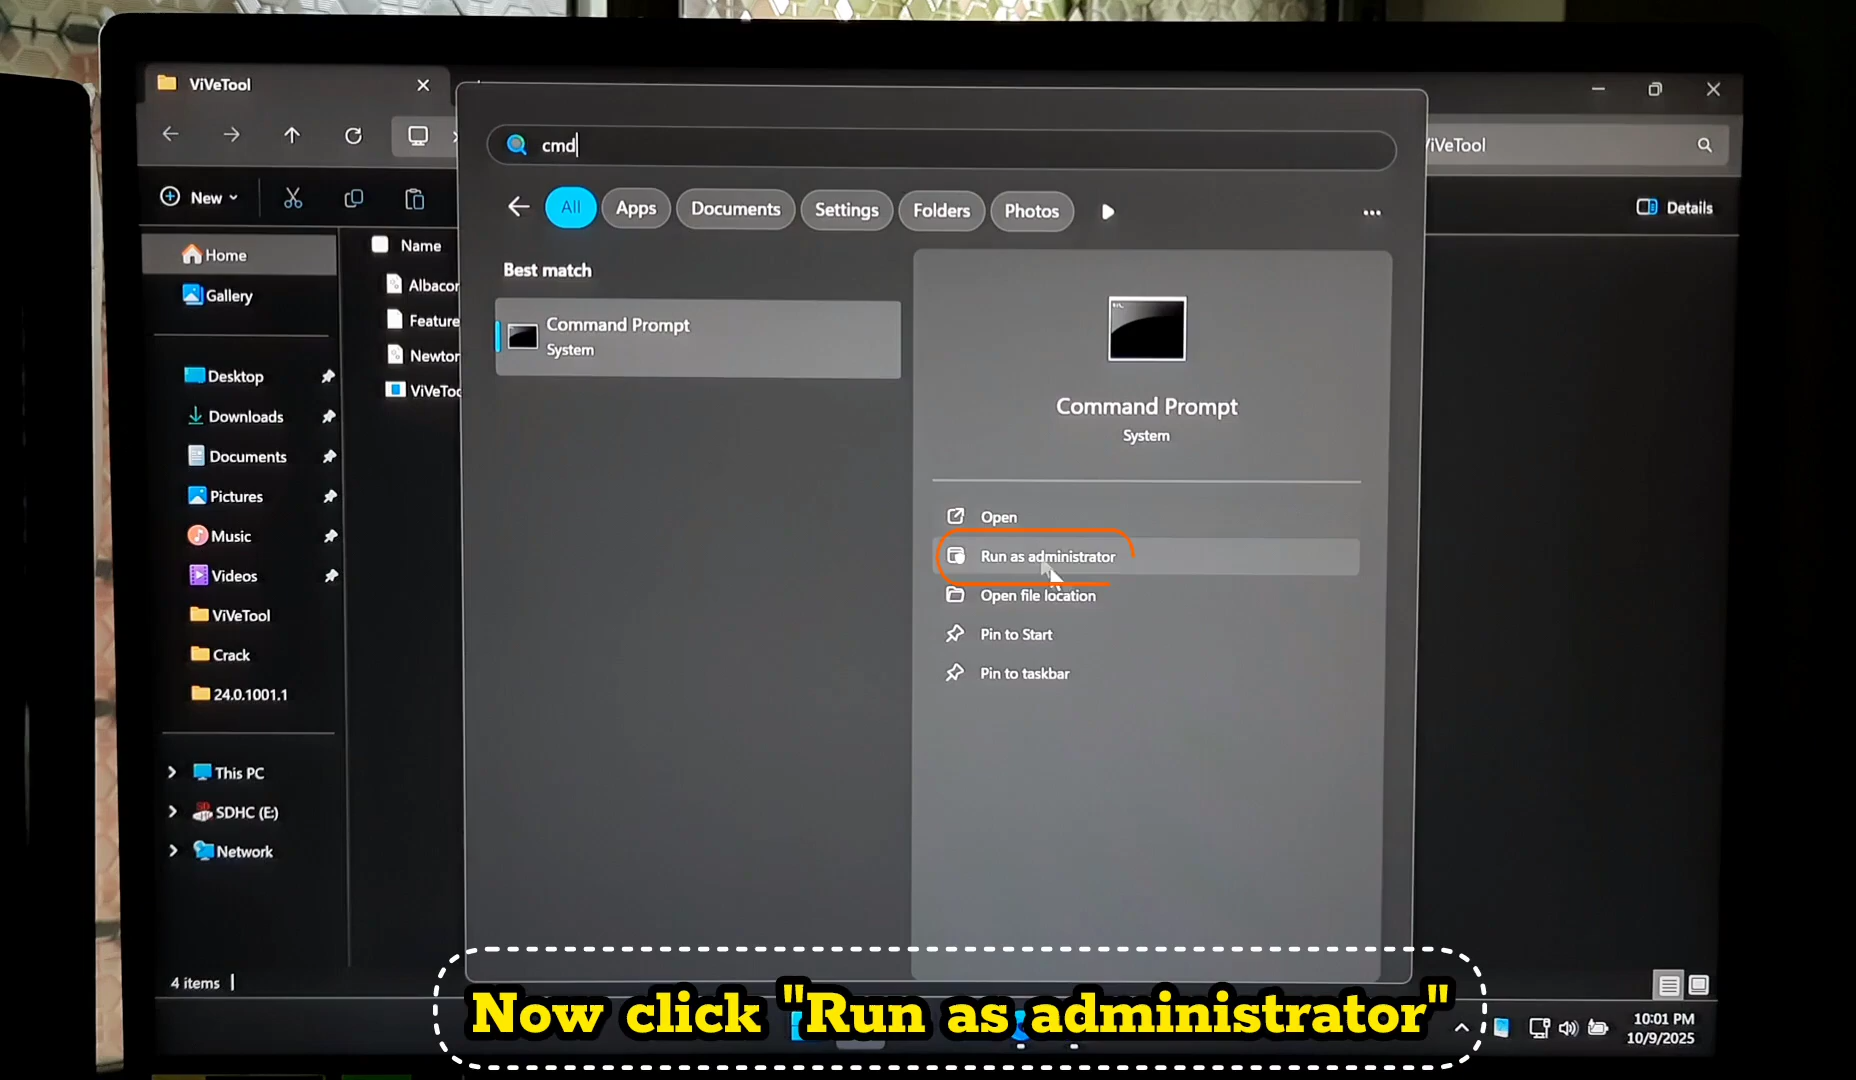 ViVeTool
iVeTool
New
Details
Home
Gallery
Desktop
Downloads
Documents
Pictures
Music
Videos
ViVeTool
Crack
24.0.1001.1
This PC
SDHC (E:)
Network
4 items
Name
Albacor
Feature
Newton
ViVeToo
cmd
All
Apps
Documents
Settings
Folders
Photos
Best match
Command Prompt
System
Command Prompt
System
Open
Run as administrator
Open file location
Pin to Start
Pin to taskbar
Now click "Run as administrator"
10:01 PM
10/9/2025